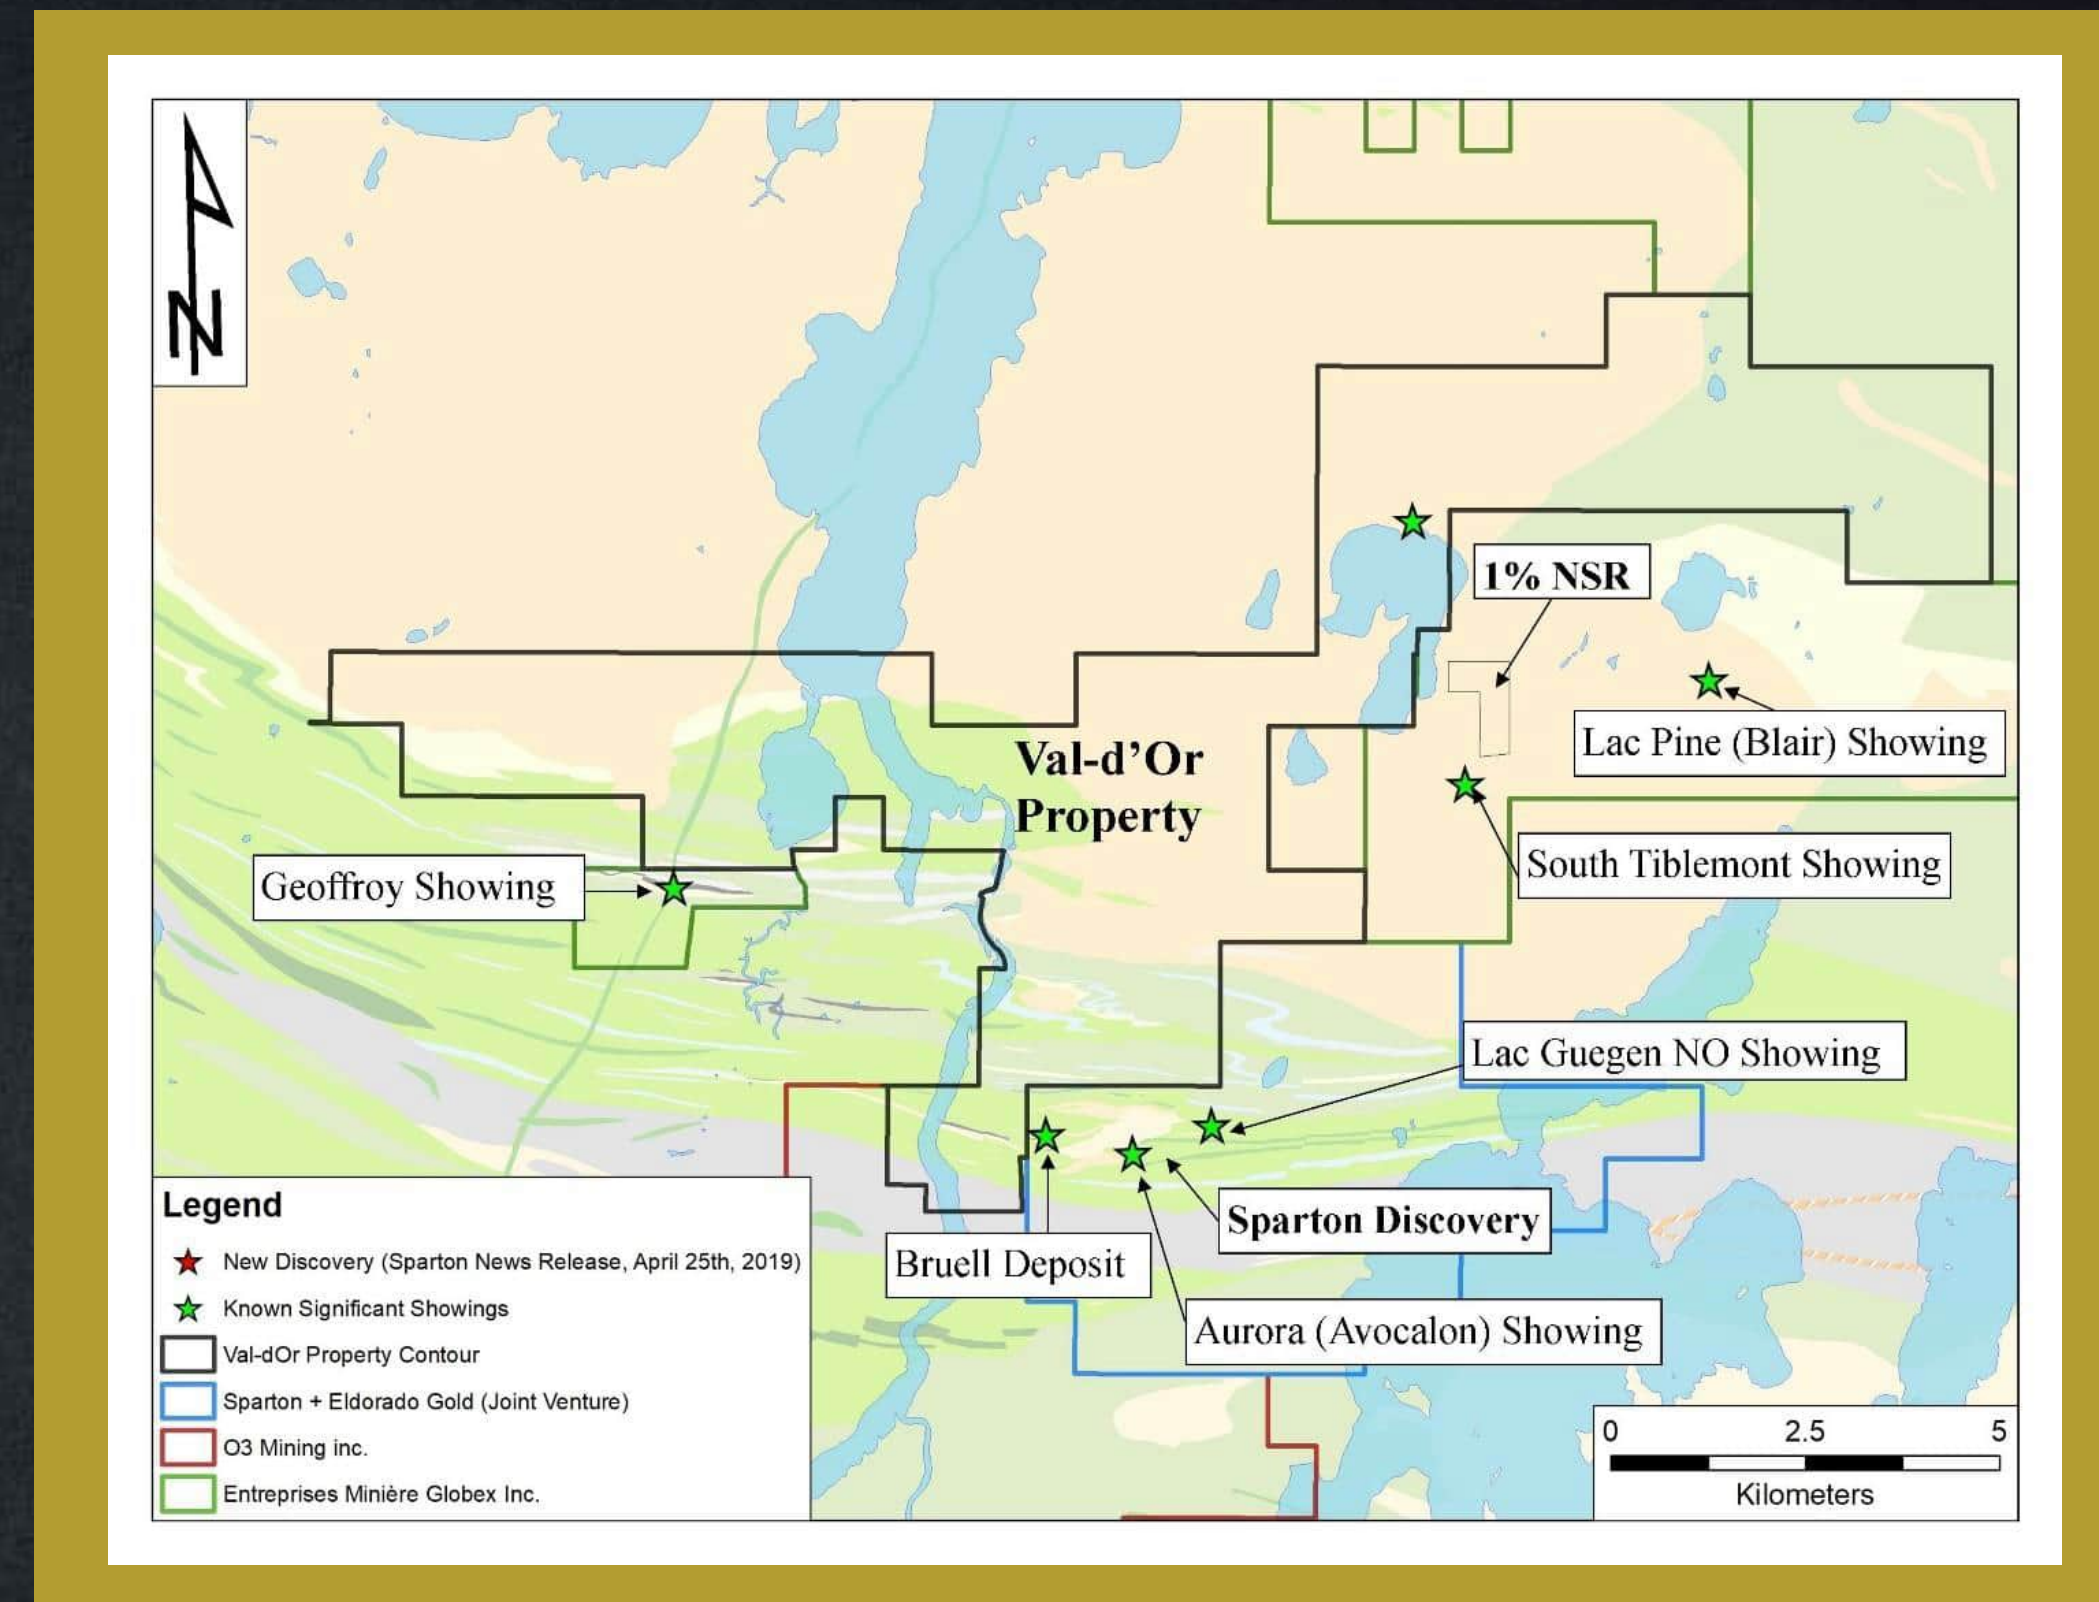 N
1% NSR
Lac Pine (Blair) Showing
Val-d’Or
Property
South Tiblemont Showing
Geoffroy Showing
Lac Guegen NO Showing
Sparton Discovery
Bruell Deposit
Aurora (Avocalon) Showing
Legend
New Discovery (Sparton News Release, April 25th, 2019)
Known Significant Showings
Val-dOr Property Contour
Sparton + Eldorado Gold (Joint Venture)
O3 Mining inc.
Entreprises Minière Globex Inc.
0 2.5 5
Kilometers